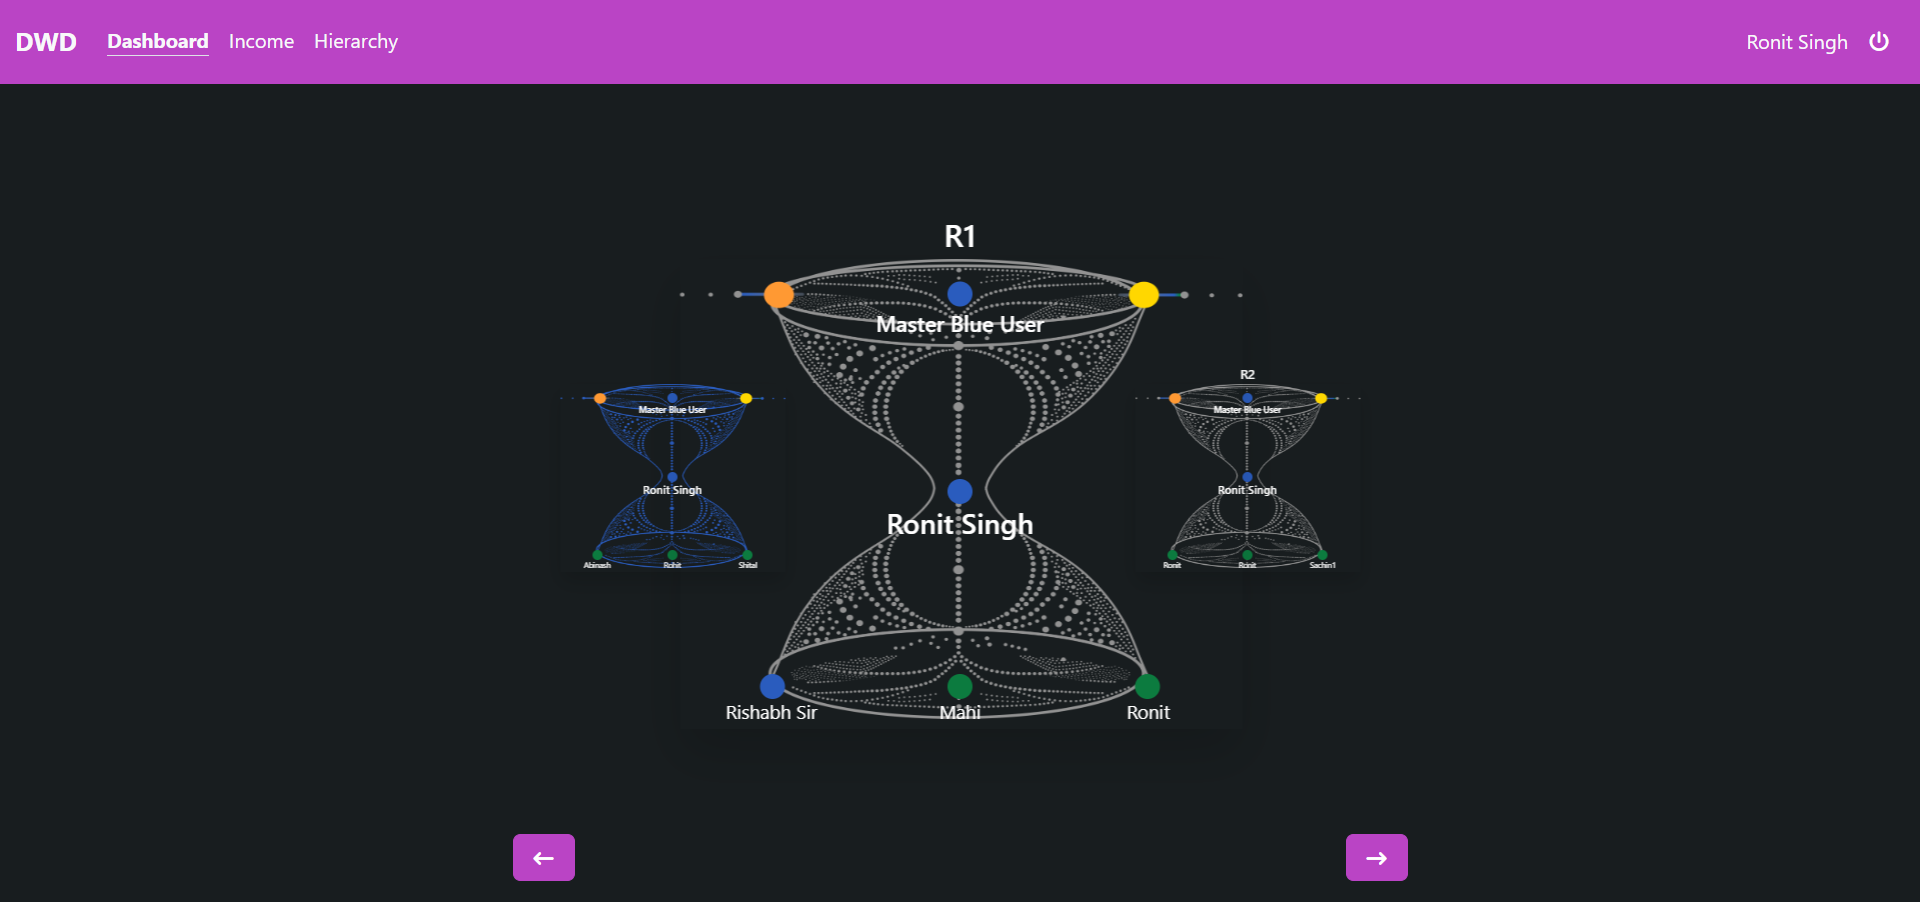 DWD Dashboard Income Hierarchy Ronit Singh
R1
Master Blue User
Ronit Singh
Rishabh Sir Mahi Ronit
Master Blue User
Ronit Singh
Abinash Rohit Shital
R2
Master Blue User
Ronit Singh
Ronit Ronit Sachin1